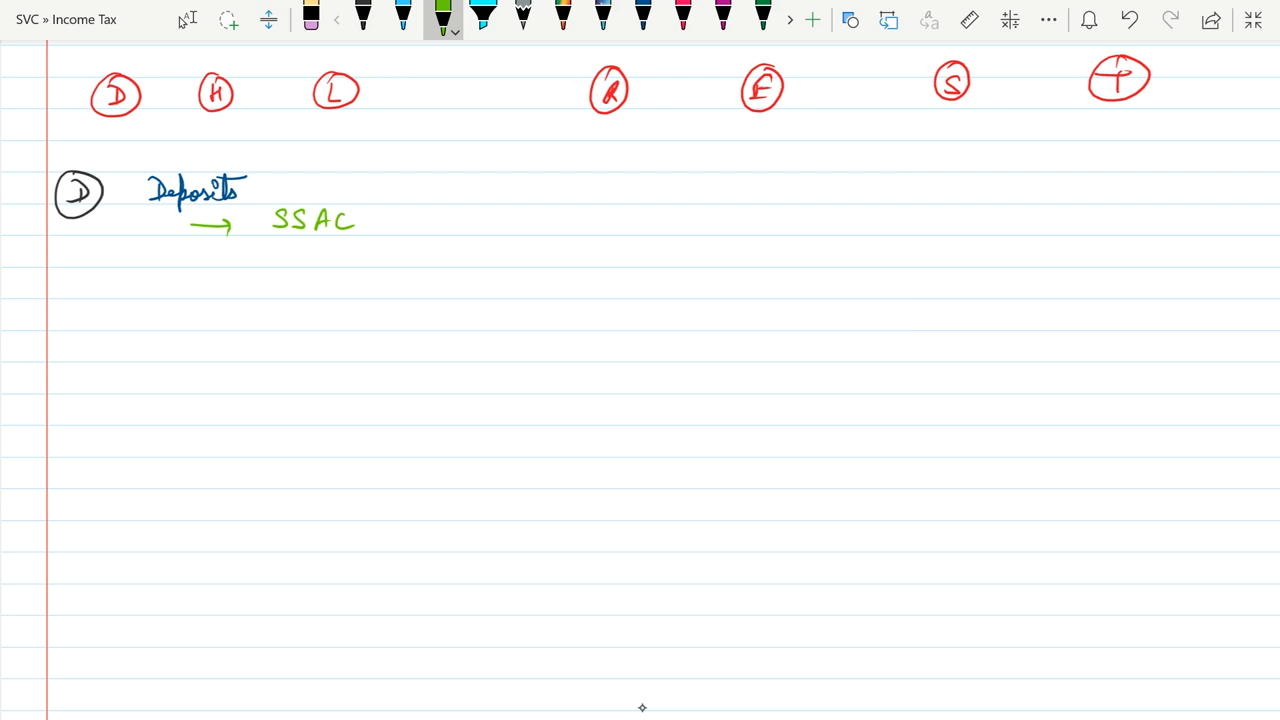 SVC » Income Tax
D H L R E S T
D Deposits
→ SSAC